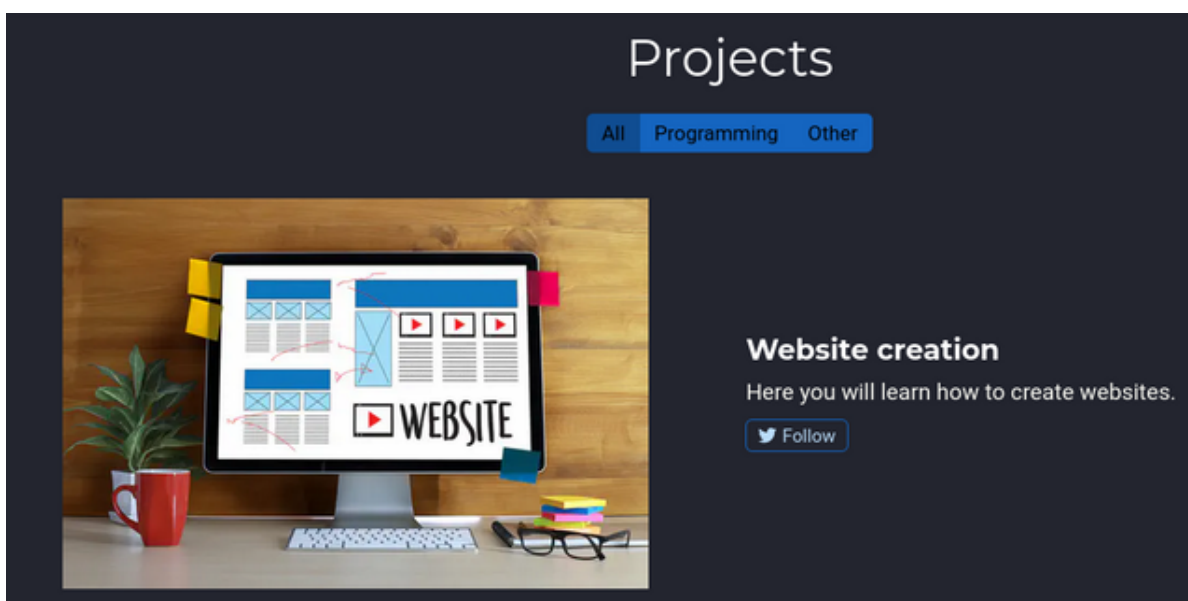 Projects
All Programming Other
WEBSITE
Website creation
Here you will learn how to create websites.
Follow